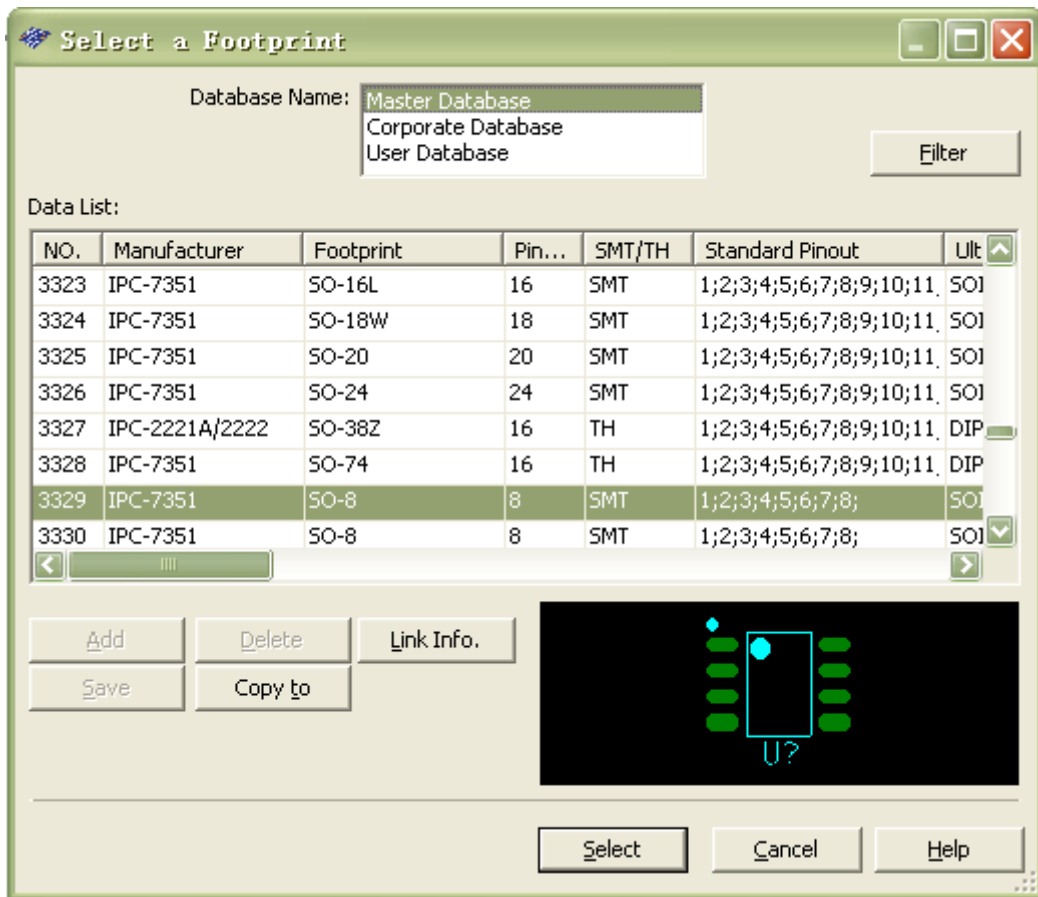 Select a Footprint
Database Name:
Master Database
Corporate Database
User Database
Filter
Data List:
NO. Manufacturer Footprint Pin... SMT/TH Standard Pinout Ult
3323 IPC-7351 SO-16L 16 SMT 1;2;3;4;5;6;7;8;9;10;11. SOI
3324 IPC-7351 SO-18W 18 SMT 1;2;3;4;5;6;7;8;9;10;11. SOI
3325 IPC-7351 SO-20 20 SMT 1;2;3;4;5;6;7;8;9;10;11. SOI
3326 IPC-7351 SO-24 24 SMT 1;2;3;4;5;6;7;8;9;10;11. SOI
3327 IPC-2221A/2222 SO-38Z 16 TH 1;2;3;4;5;6;7;8;9;10;11. DIP
3328 IPC-7351 SO-74 16 TH 1;2;3;4;5;6;7;8;9;10;11. DIP
3329 IPC-7351 SO-8 8 SMT 1;2;3;4;5;6;7;8; SOI
3330 IPC-7351 SO-8 8 SMT 1;2;3;4;5;6;7;8; SOI
Add Delete Link Info.
Save Copy to
U?
Select Cancel Help